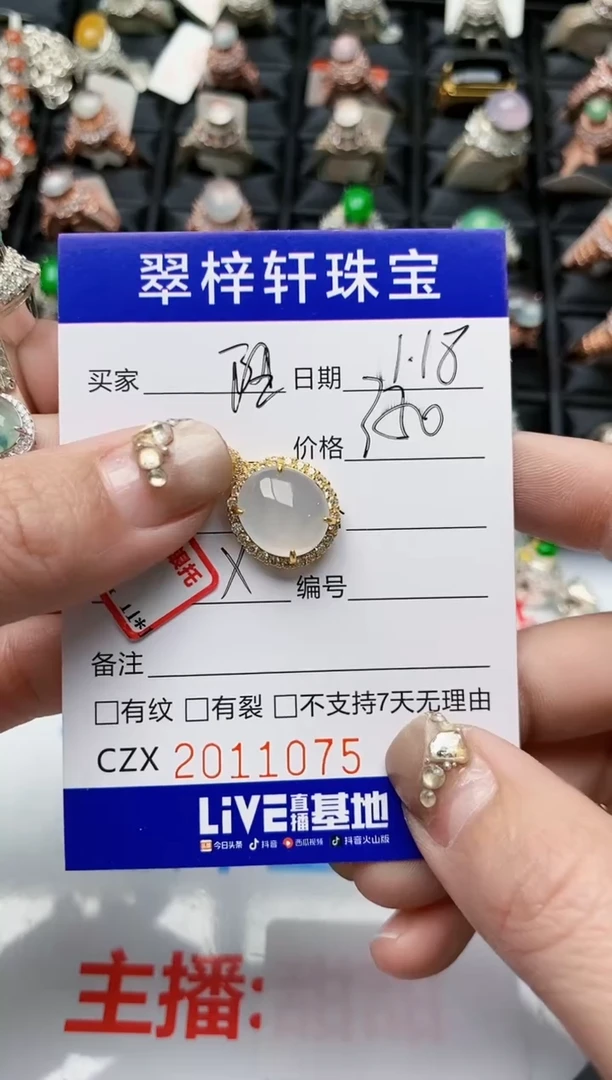 翠梓轩珠宝
买家 日期 1.18
价格
X 编号
备注
□有纹 □有裂 □不支持7天无理由
CZX 2011075
LiVE直播基地
今日头条 抖音 西瓜视频 抖音火山版
主播: